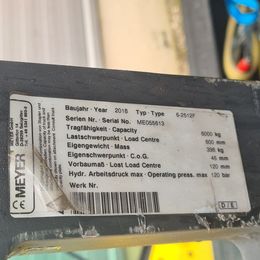 MEYER
Baujahr · Year 2018 Typ · Type 6-2512F
Serien Nr. · Serial No. ME055613
Tragfähigkeit · Capacity 6000 kg
Lastschwerpunkt · Load Centre 600 mm
Eigengewicht · Mass 398 kg
Eigenschwerpunkt · C.o.G. 46 mm
Vorbaumaß · Lost Load Centre 120 mm
Hydr. Arbeitsdruck max · Operating press. max 120 bar
Werk Nr.
D / E